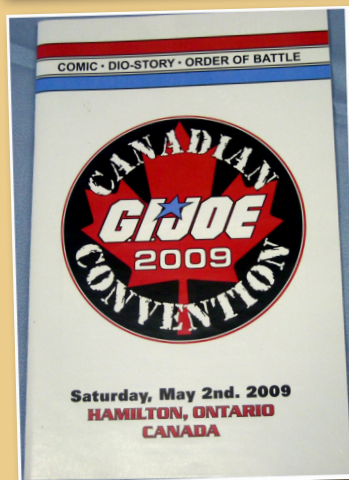 COMIC • DIO-STORY • ORDER OF BATTLE
CANADIAN
G.I.JOE
2009
CONVENTION
Saturday, May 2nd. 2009
HAMILTON, ONTARIO
CANADA